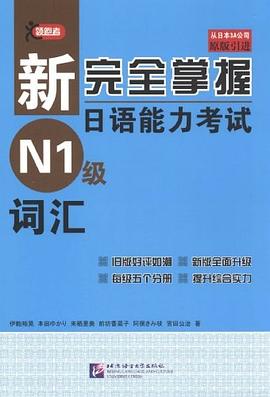 领跑者
从日本3A公司
原版引进
新完全掌握
日语能力考试
N1级
词汇
旧版好评如潮 新版全面升级
每级五个分册 提升综合实力
伊能裕晃 本田ゆかり 来栖里美 前坊香菜子 阿保きみ枝 宫田公治 著
北京语言大学出版社